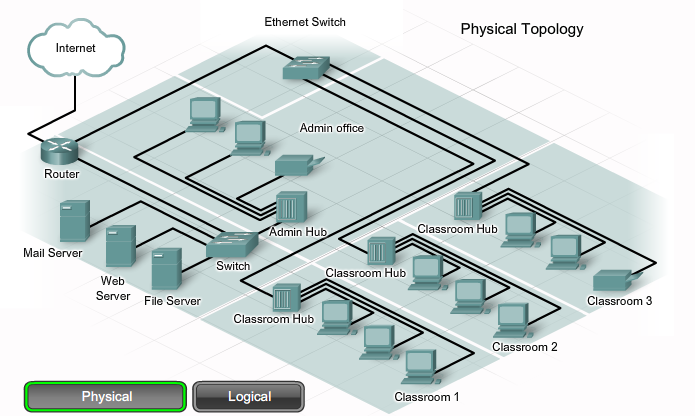 Ethernet Switch
Physical Topology
Internet
Admin office
Router
Classroom Hub
Admin Hub
Mail Server
Switch
Classroom Hub
Web
Server
File Server
Classroom 3
Classroom Hub
Classroom 2
Classroom 1
Physical
Logical